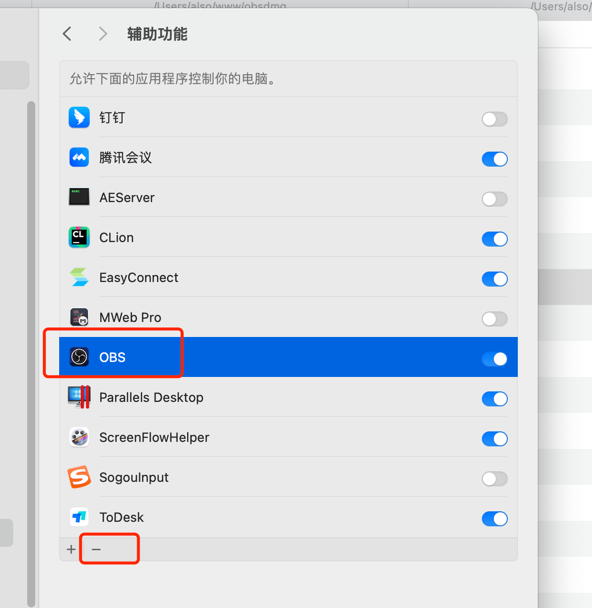 /Users/also/www/obsdmg
/Users/also/
辅助功能
允许下面的应用程序控制你的电脑。
钉钉
腾讯会议
AEServer
CLion
EasyConnect
MWeb Pro
OBS
Parallels Desktop
ScreenFlowHelper
SogouInput
ToDesk
+ −